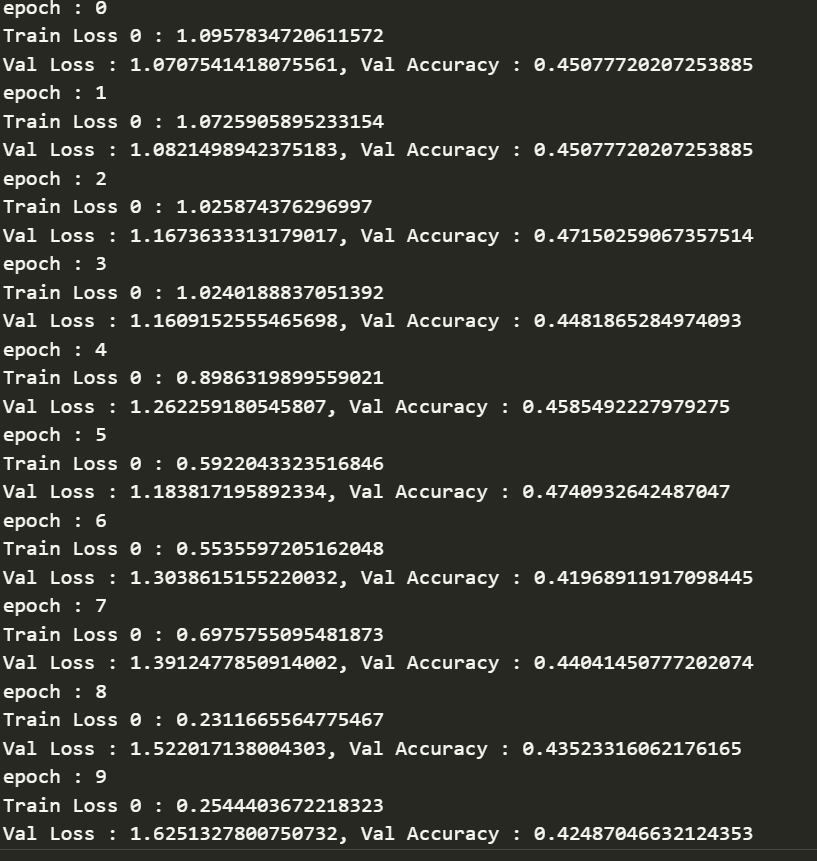 epoch : 0
Train Loss 0 : 1.0957834720611572
Val Loss : 1.0707541418075561, Val Accuracy : 0.45077720207253885
epoch : 1
Train Loss 0 : 1.0725905895233154
Val Loss : 1.0821498942375183, Val Accuracy : 0.45077720207253885
epoch : 2
Train Loss 0 : 1.025874376296997
Val Loss : 1.1673633313179017, Val Accuracy : 0.47150259067357514
epoch : 3
Train Loss 0 : 1.0240188837051392
Val Loss : 1.1609152555465698, Val Accuracy : 0.4481865284974093
epoch : 4
Train Loss 0 : 0.8986319899559021
Val Loss : 1.262259180545807, Val Accuracy : 0.4585492227979275
epoch : 5
Train Loss 0 : 0.5922043323516846
Val Loss : 1.183817195892334, Val Accuracy : 0.4740932642487047
epoch : 6
Train Loss 0 : 0.5535597205162048
Val Loss : 1.3038615155220032, Val Accuracy : 0.41968911917098445
epoch : 7
Train Loss 0 : 0.6975755095481873
Val Loss : 1.3912477850914002, Val Accuracy : 0.44041450777202074
epoch : 8
Train Loss 0 : 0.2311665564775467
Val Loss : 1.522017138004303, Val Accuracy : 0.43523316062176165
epoch : 9
Train Loss 0 : 0.2544403672218323
Val Loss : 1.6251327800750732, Val Accuracy : 0.42487046632124353